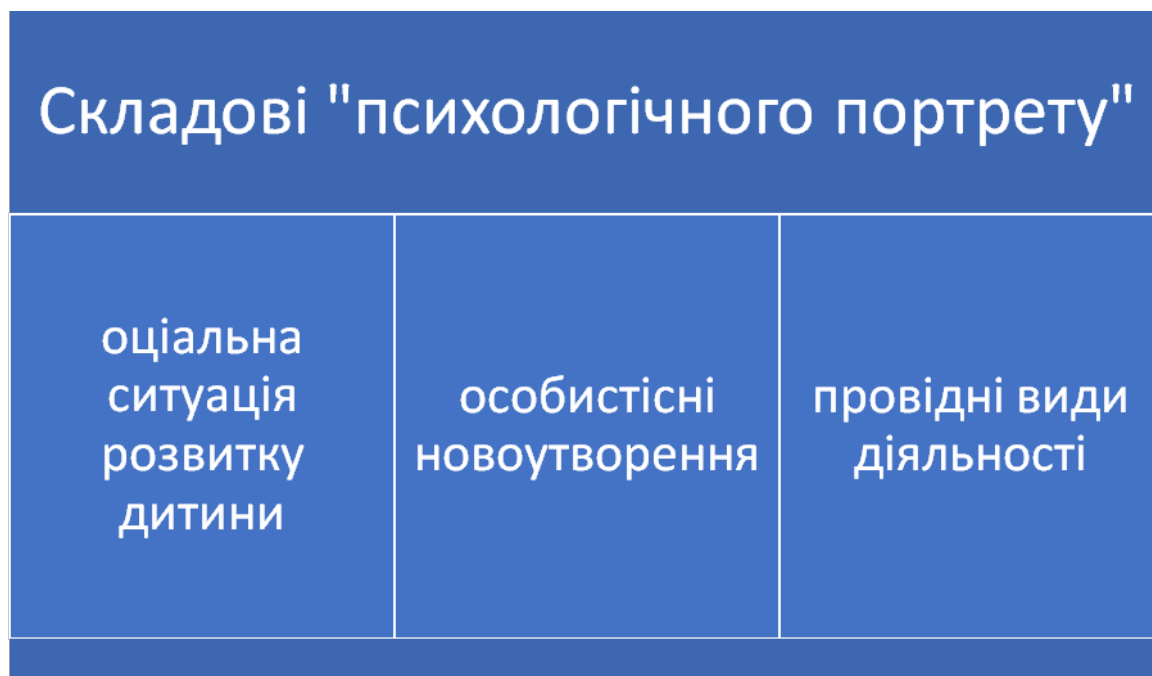 Складові "психологічного портрету"
оціальна
ситуація
розвитку
дитини
особистісні
новоутворення
провідні види
діяльності